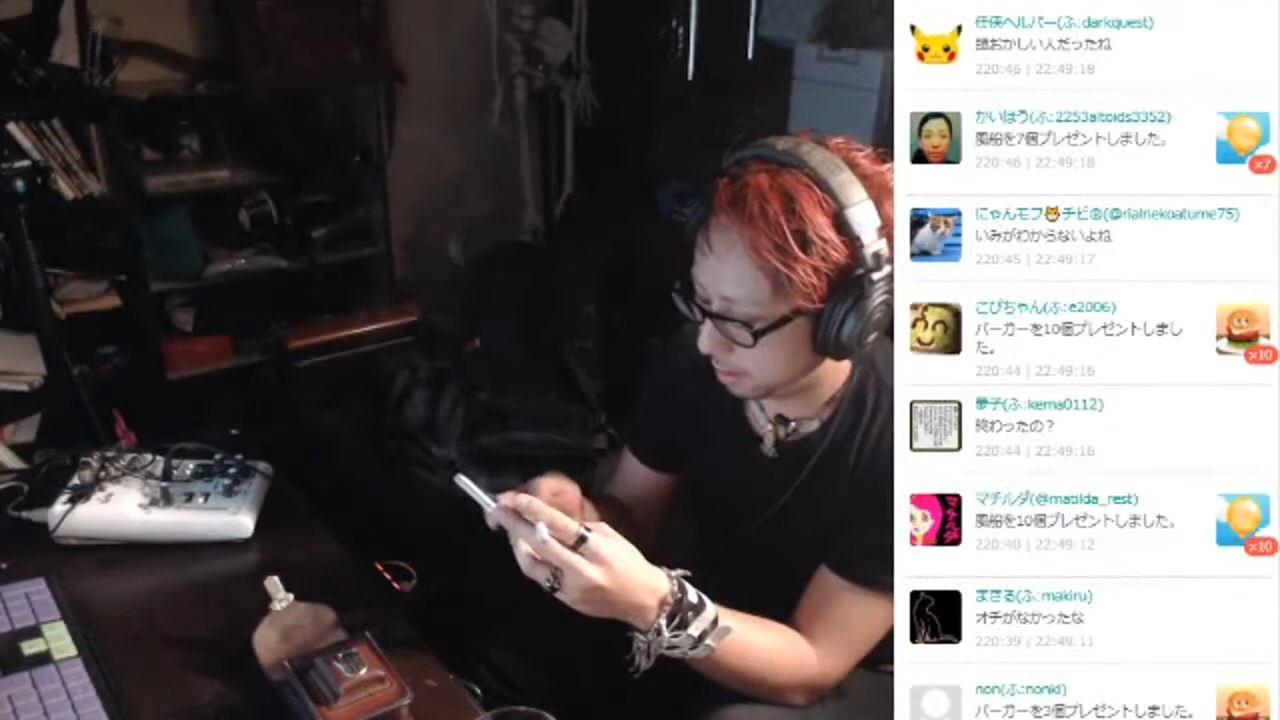 任侠ヘルパー(ふ:darkquest)
頭おかしい人だったね
220:46 | 22:49:18
かいほう(ふ:2253altoids3352)
風船を7個プレゼントしました。
×7
220:46 | 22:49:18
にゃんモフ🐯チビ②(@rialnekoatume75)
いみがわからないよね
220:45 | 22:49:17
こぴちゃん(ふ:e2006)
バーガーを10個プレゼントしまし
た。
×10
220:44 | 22:49:16
夢子(ふ:kema0112)
終わったの？
220:44 | 22:49:16
マチルダ(@matilda_rest)
風船を10個プレゼントしました。
×10
220:40 | 22:49:12
まきる(ふ:makiru)
オチがなかったな
220:39 | 22:49:11
non(ふ:nonki)
バーガーを3個プレゼントしました。